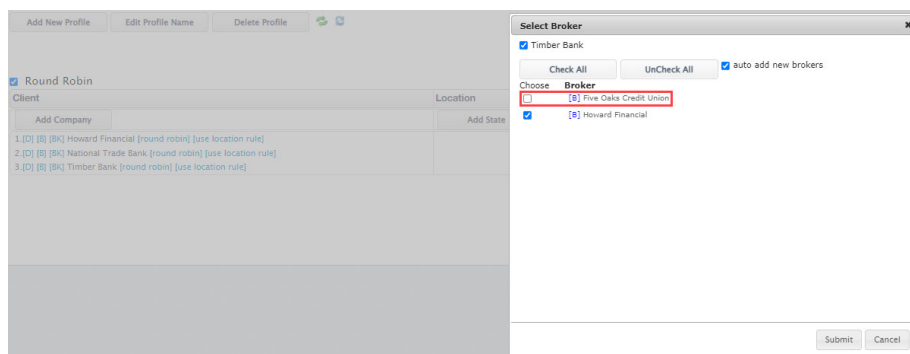 Add New Profile Edit Profile Name Delete Profile
Round Robin
Client Location
Add Company Add State
1.[D] [B] [BK] Howard Financial [round robin] [use location rule]
2.[D] [B] [BK] National Trade Bank [round robin] [use location rule]
3.[D] [B] [BK] Timber Bank [round robin] [use location rule]
Select Broker x
Timber Bank
Check All UnCheck All auto add new brokers
Choose Broker
[B] Five Oaks Credit Union
[B] Howard Financial
Submit Cancel